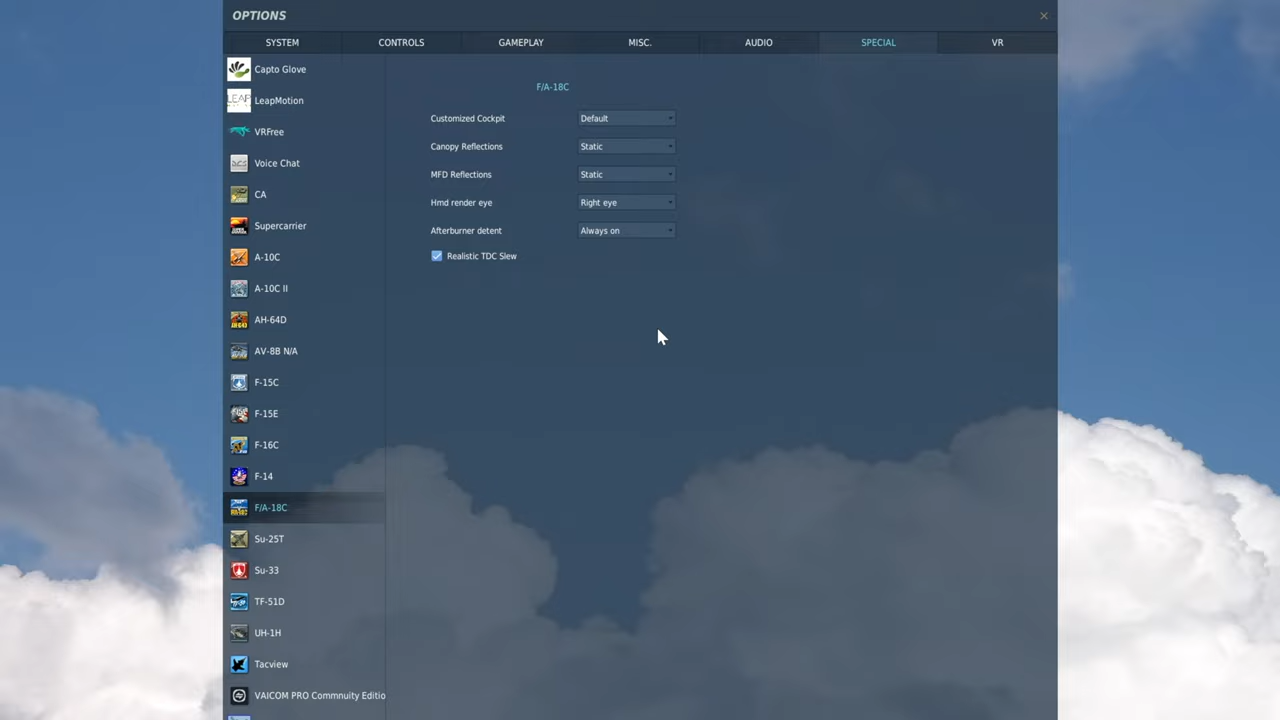 OPTIONS
SYSTEM
CONTROLS
GAMEPLAY
MISC.
AUDIO
SPECIAL
VR
Capto Glove
LEAP
LeapMotion
VRFree
Voice Chat
CA
Supercarrier
A-10C
A-10C II
AH-64D
AV-8B N/A
F-15C
F-15E
F-16C
F-14
F/A-18C
Su-25T
Su-33
TF-51D
UH-1H
Tacview
VAICOM PRO Commnuity Editio
F/A-18C
Customized Cockpit Default
Canopy Reflections Static
MFD Reflections Static
Hmd render eye Right eye
Afterburner detent Always on
Realistic TDC Slew